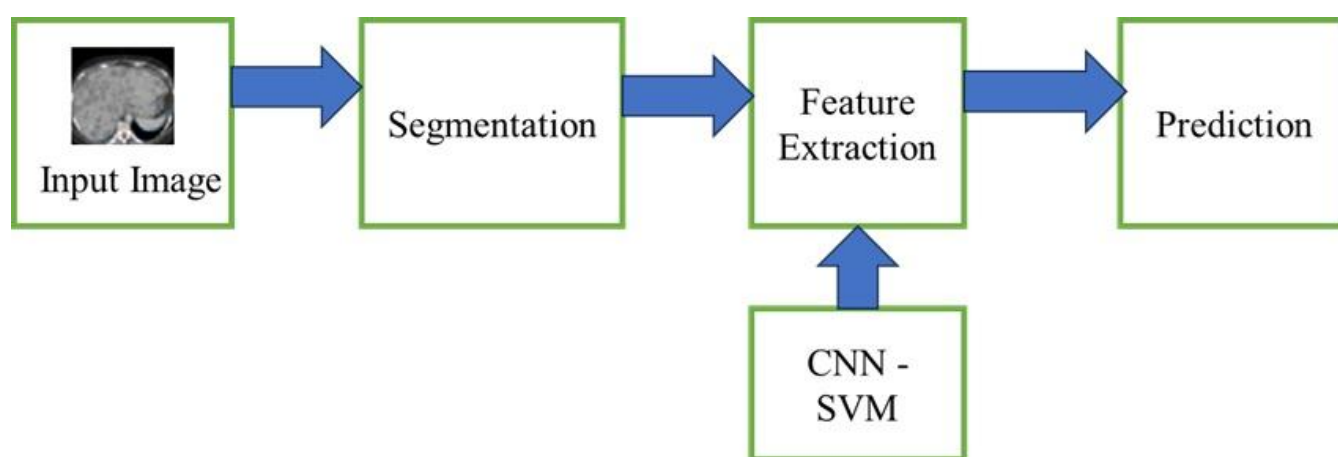 Input Image
Segmentation
Feature
Extraction
Prediction
CNN -
SVM